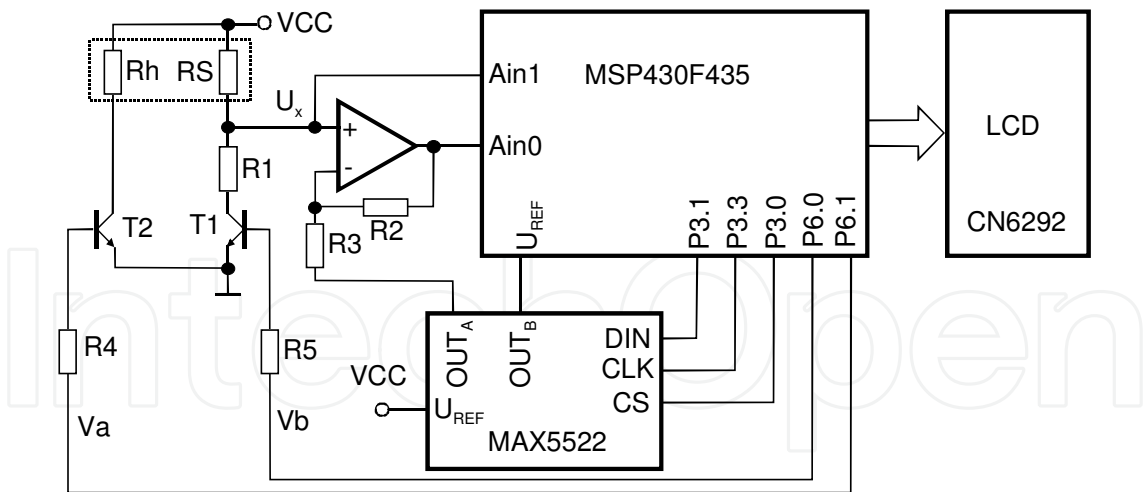 VCC
Rh
RS
Ux
+
-
R1
T2
T1
R3
R2
R4
R5
Va
Vb
Ain1
Ain0
MSP430F435
UREF
P3.1
P3.3
P3.0
P6.0
P6.1
LCD
CN6292
VCC
OUTA
OUTB
DIN
CLK
CS
UREF
MAX5522
IntechOpen